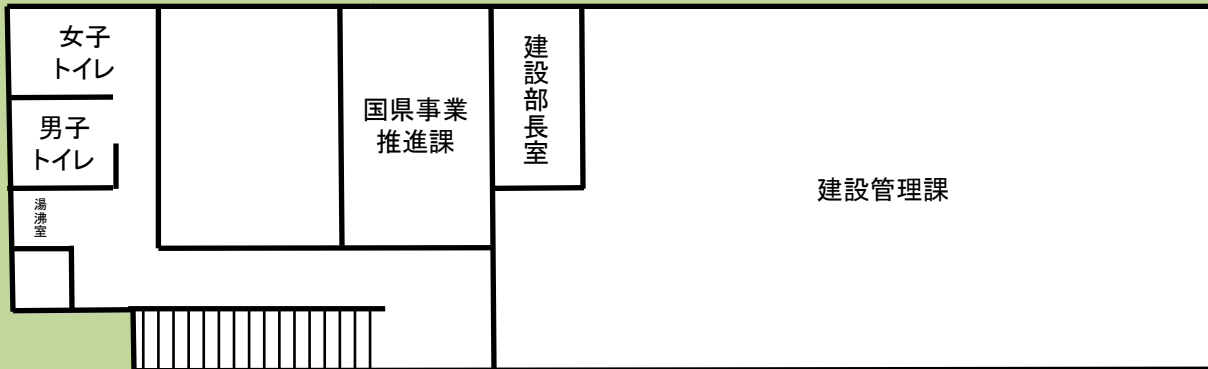 女子
トイレ
男子
トイレ
湯沸室
国県事業
推進課
建設部長室
建設管理課